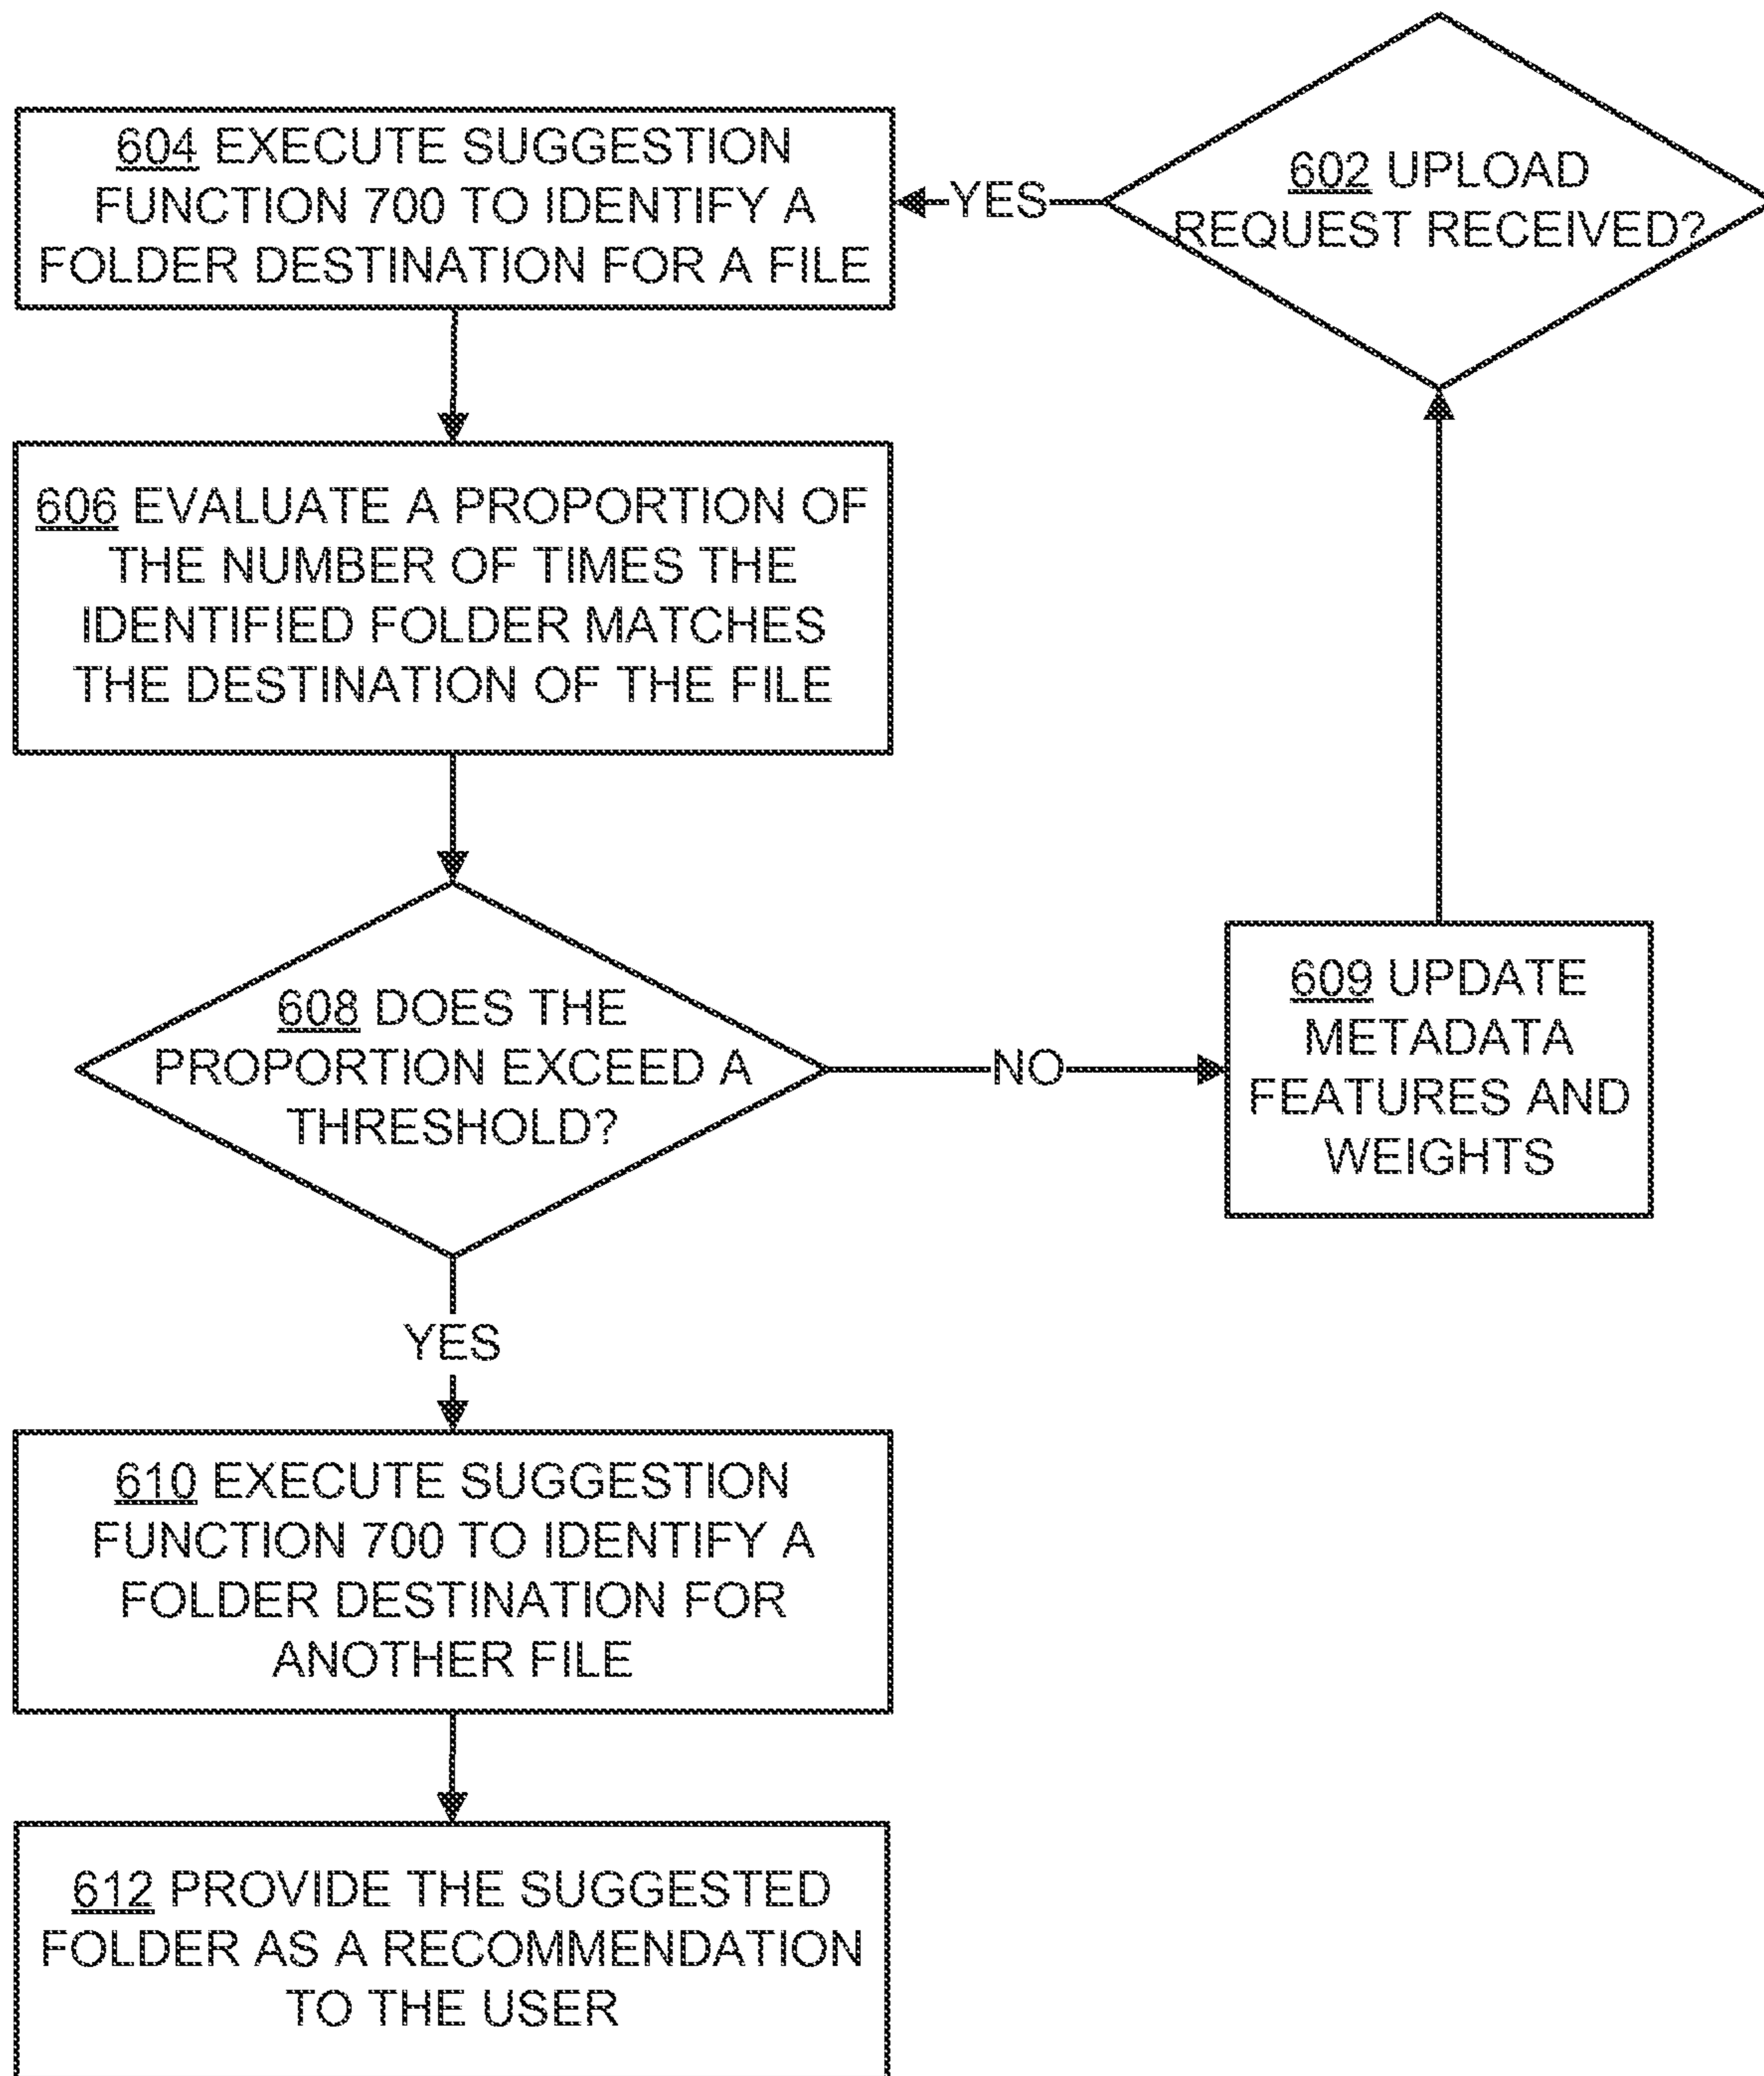 602 UPLOAD
REQUEST RECEIVED?
YES
604 EXECUTE SUGGESTION
FUNCTION 700 TO IDENTIFY A
FOLDER DESTINATION FOR A FILE
606 EVALUATE A PROPORTION OF
THE NUMBER OF TIMES THE
IDENTIFIED FOLDER MATCHES
THE DESTINATION OF THE FILE
608 DOES THE
PROPORTION EXCEED A
THRESHOLD?
NO
609 UPDATE
METADATA
FEATURES AND
WEIGHTS
YES
610 EXECUTE SUGGESTION
FUNCTION 700 TO IDENTIFY A
FOLDER DESTINATION FOR
ANOTHER FILE
612 PROVIDE THE SUGGESTED
FOLDER AS A RECOMMENDATION
TO THE USER